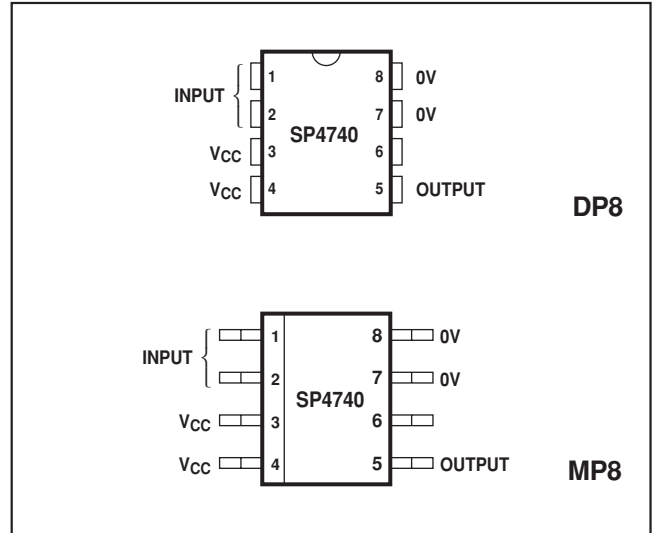 1 8 0V
INPUT
2 7 0V
SP4740
VCC 3 6
VCC 4 5 OUTPUT
DP8
1 8 0V
INPUT
2 7 0V
SP4740
VCC 3 6
VCC 4 5 OUTPUT
MP8